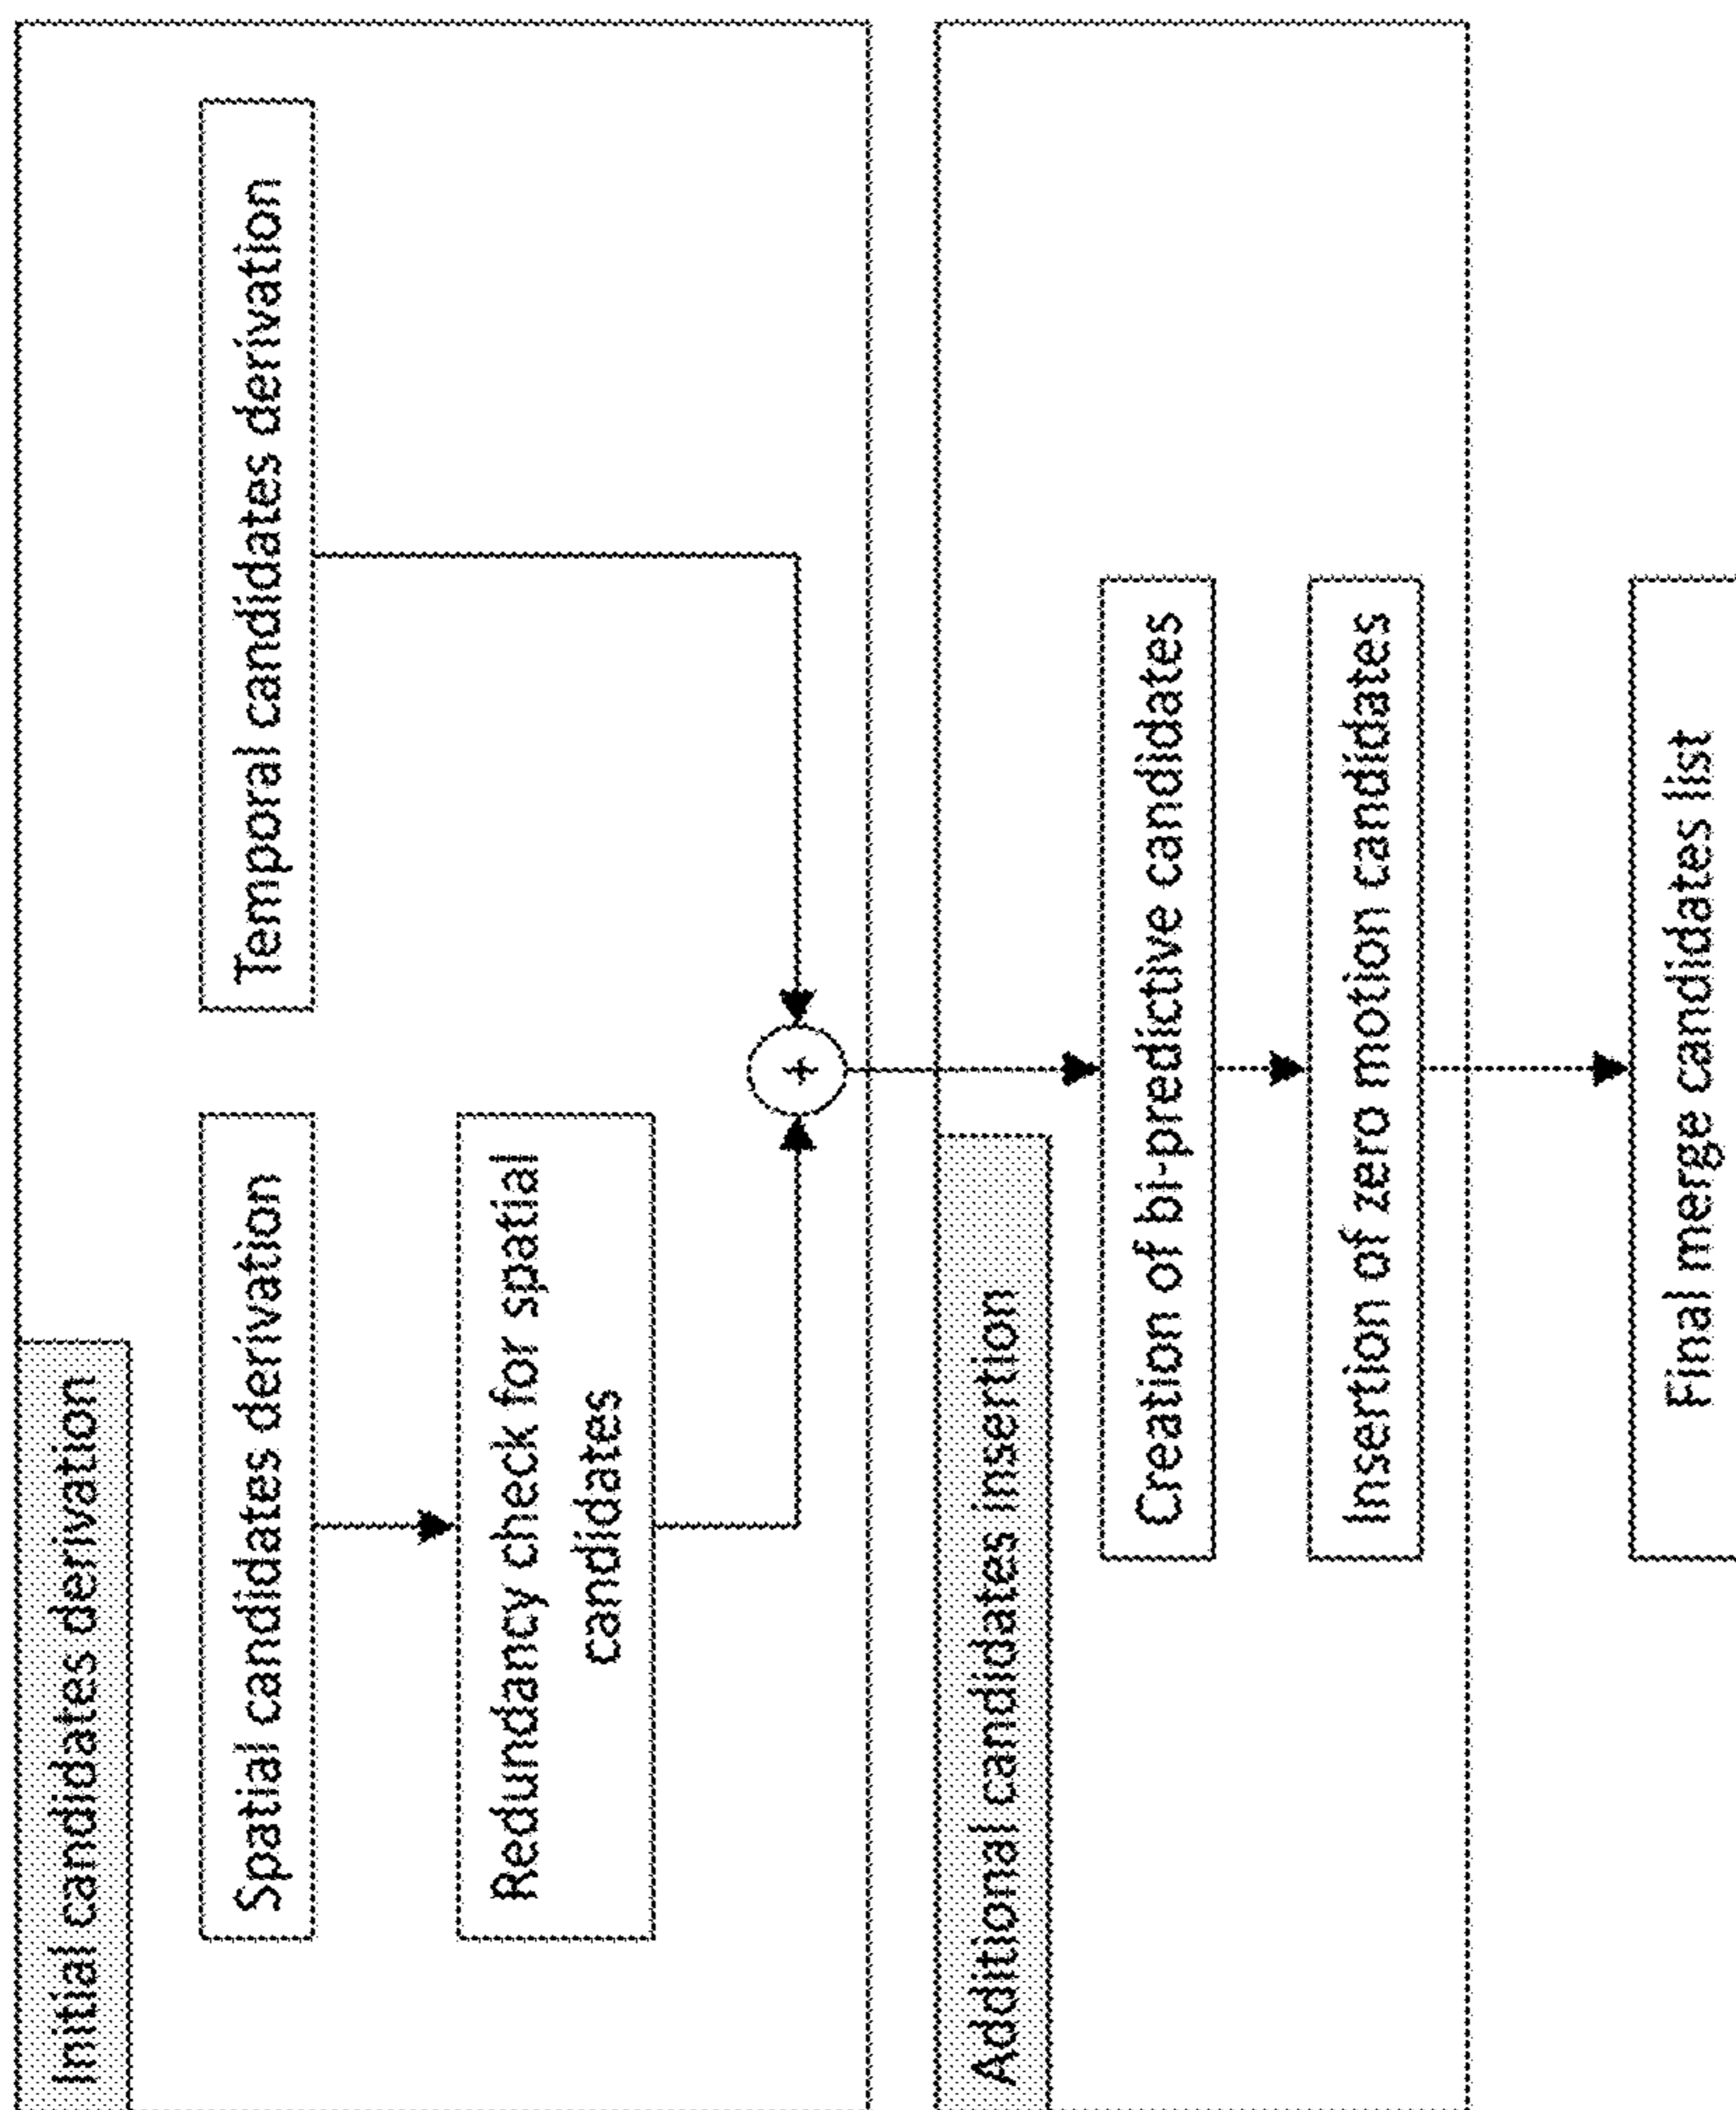 Initial candidates derivation
Spatial candidates derivation
Temporal candidates derivation
Redundancy check for spatial
candidates
+
Additional candidates insertion
Creation of bi-predictive candidates
Insertion of zero motion candidates
Final merge candidates list